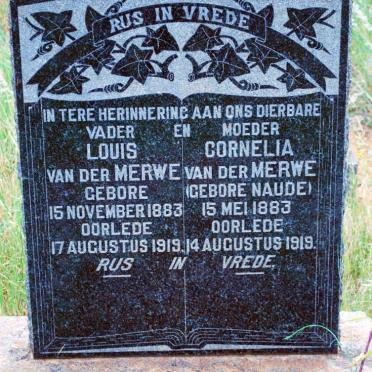 RUS IN VREDE
IN TERE HERINNERING AAN ONS DIERBARE
VADER EN MOEDER
LOUIS CORNELIA
VAN DER MERWE VAN DER MERWE
GEBORE (GEBORE NAUDE)
15 NOVEMBER 1883 15 MEI 1883
OORLEDE OORLEDE
17 AUGUSTUS 1919. 14 AUGUSTUS 1919.
RUS IN VREDE.